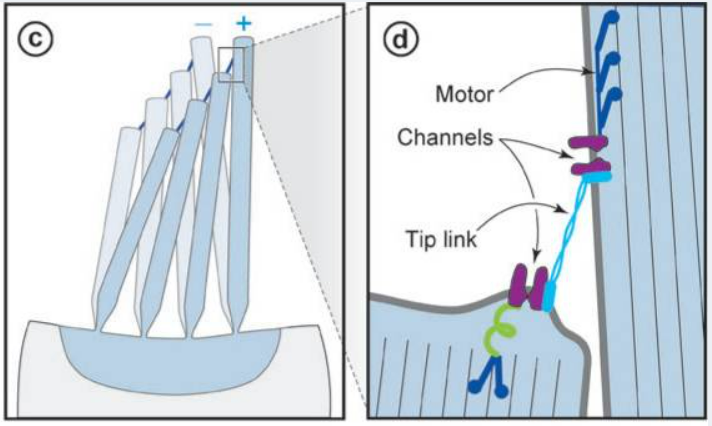 c
− +
d
Motor
Channels
Tip link